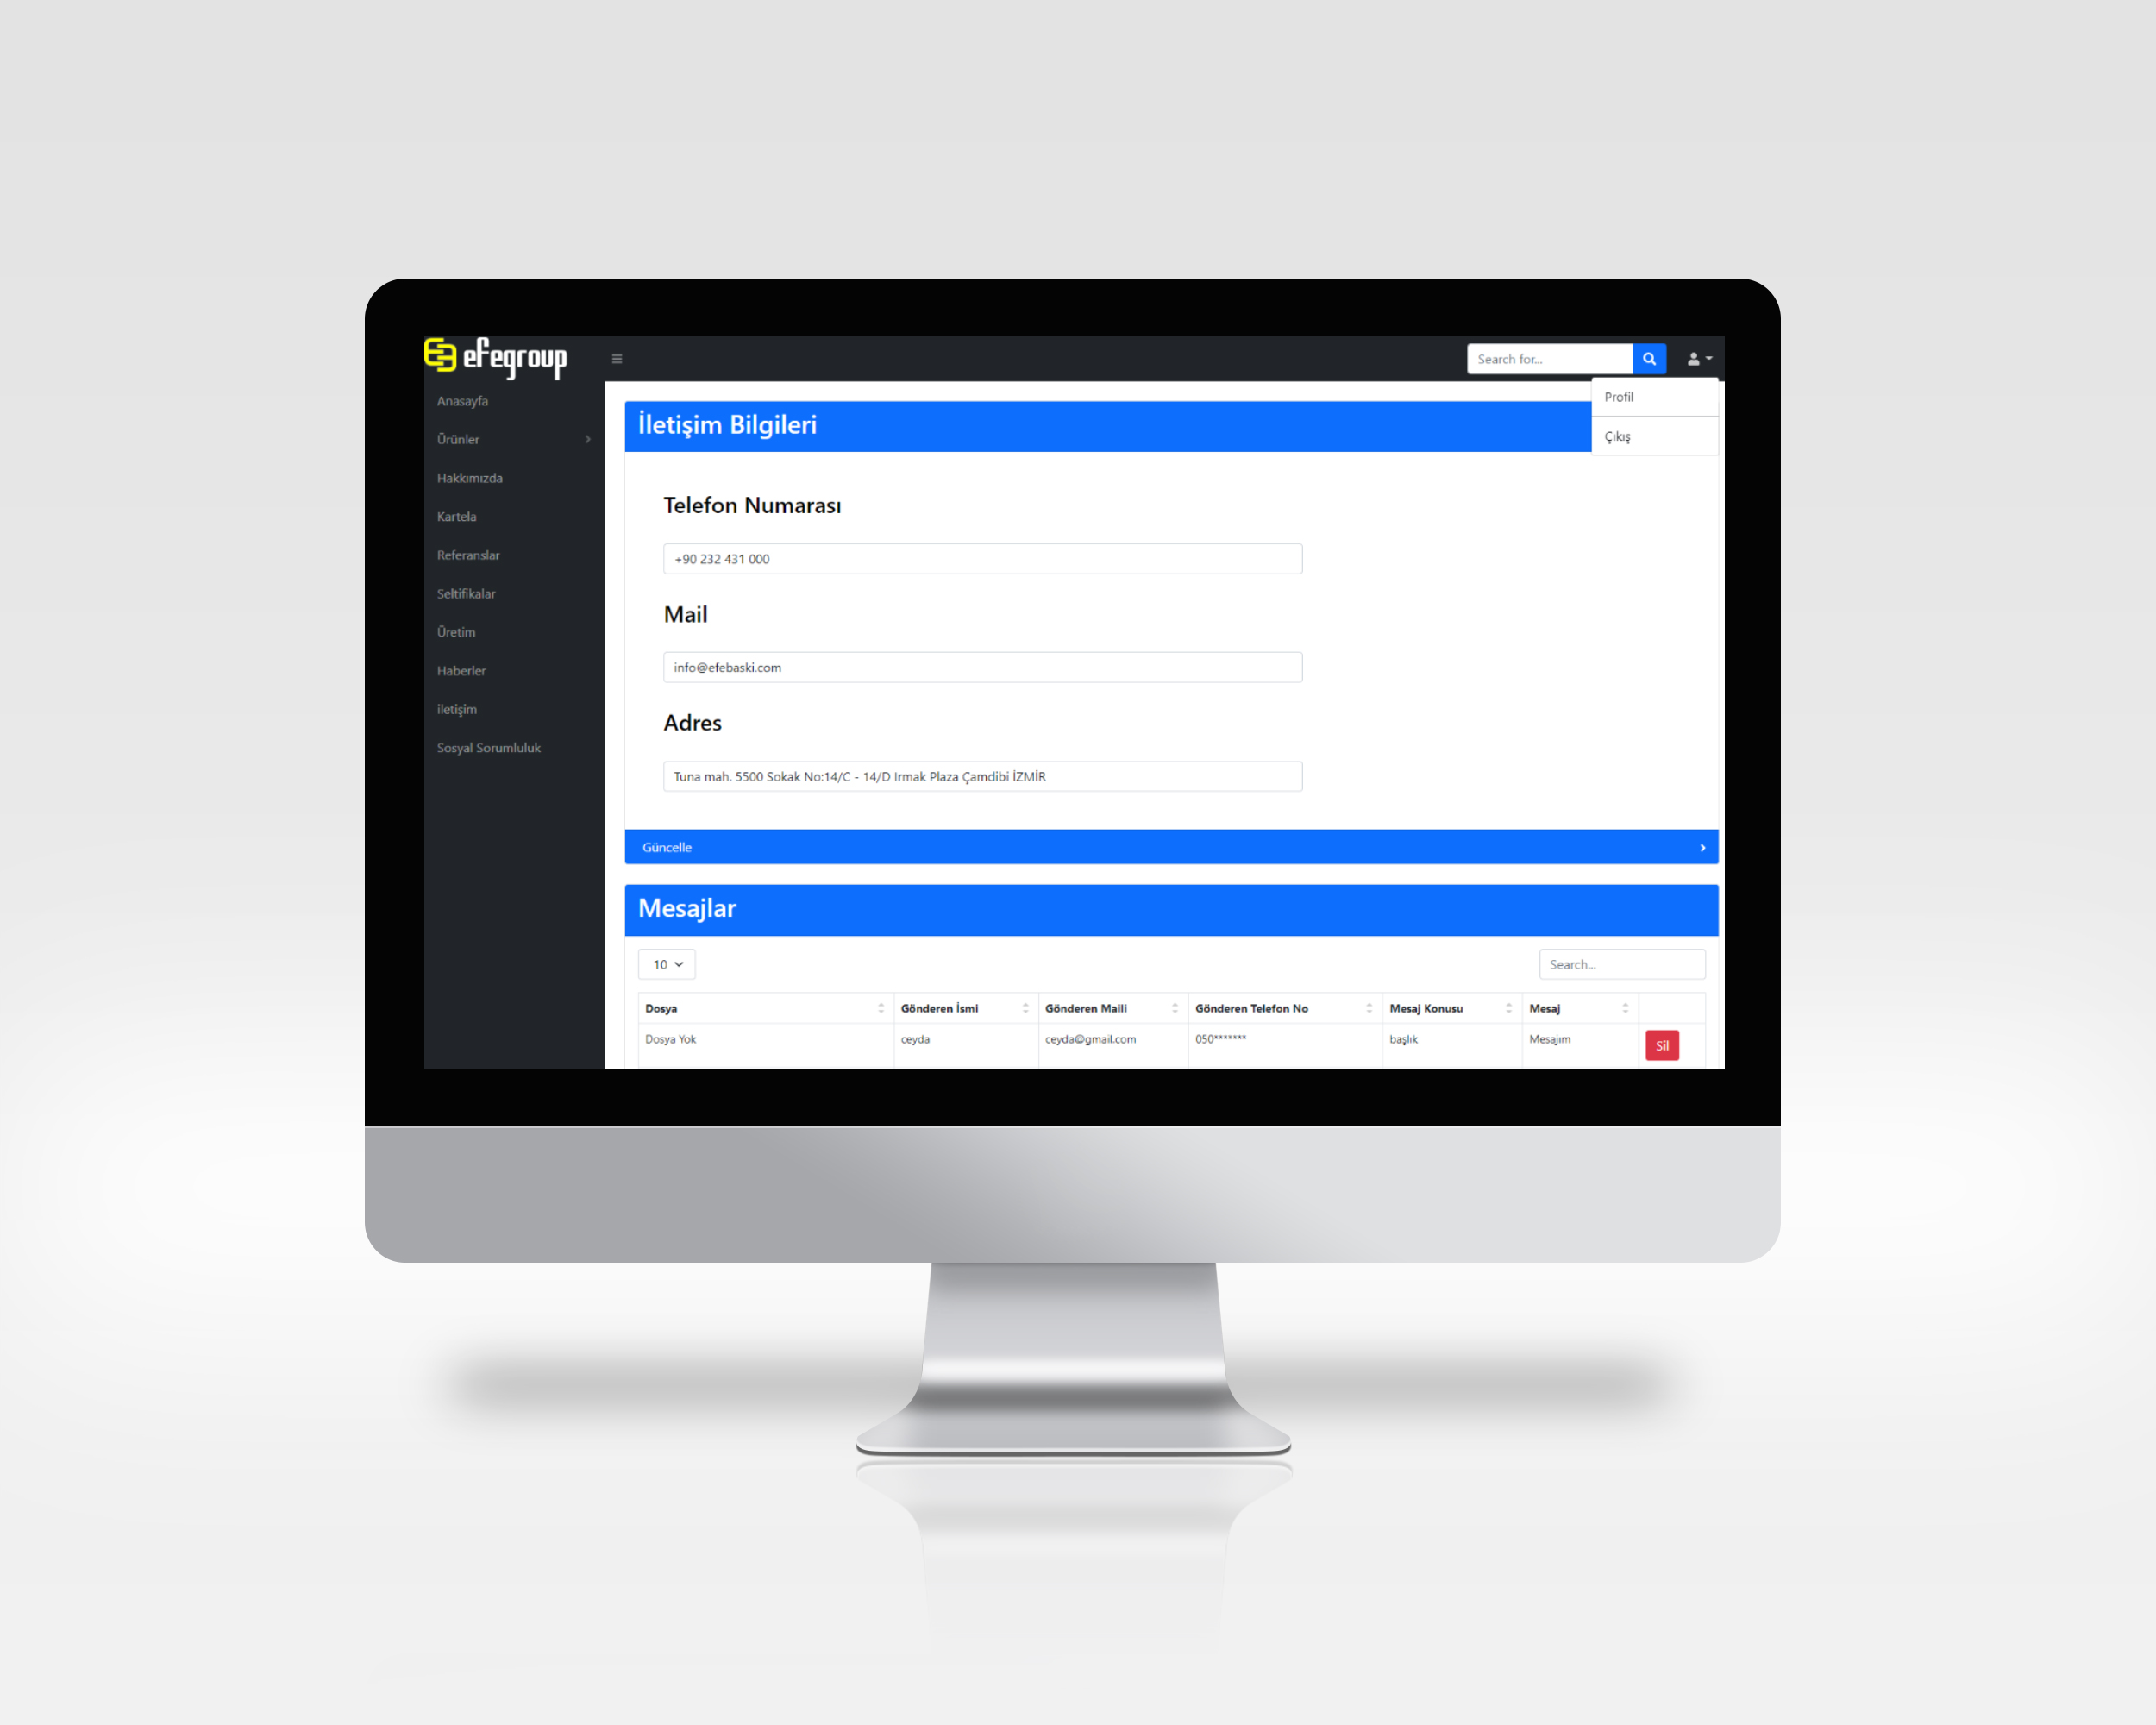 efegroup
Search for...
Anasayfa
Ürünler
Hakkımızda
Kartela
Referanslar
Seltifikalar
Üretim
Haberler
iletişim
Sosyal Sorumluluk
Profil
Çıkış
İletişim Bilgileri
Telefon Numarası
+90 232 431 000
Mail
info@efebaski.com
Adres
Tuna mah. 5500 Sokak No:14/C - 14/D Irmak Plaza Çamdibi İZMİR
Güncelle
Mesajlar
10
Search...
Dosya Gönderen İsmi Gönderen Maili Gönderen Telefon No Mesaj Konusu Mesaj
Dosya Yok ceyda ceyda@gmail.com 050******* başlık Mesajım Sil